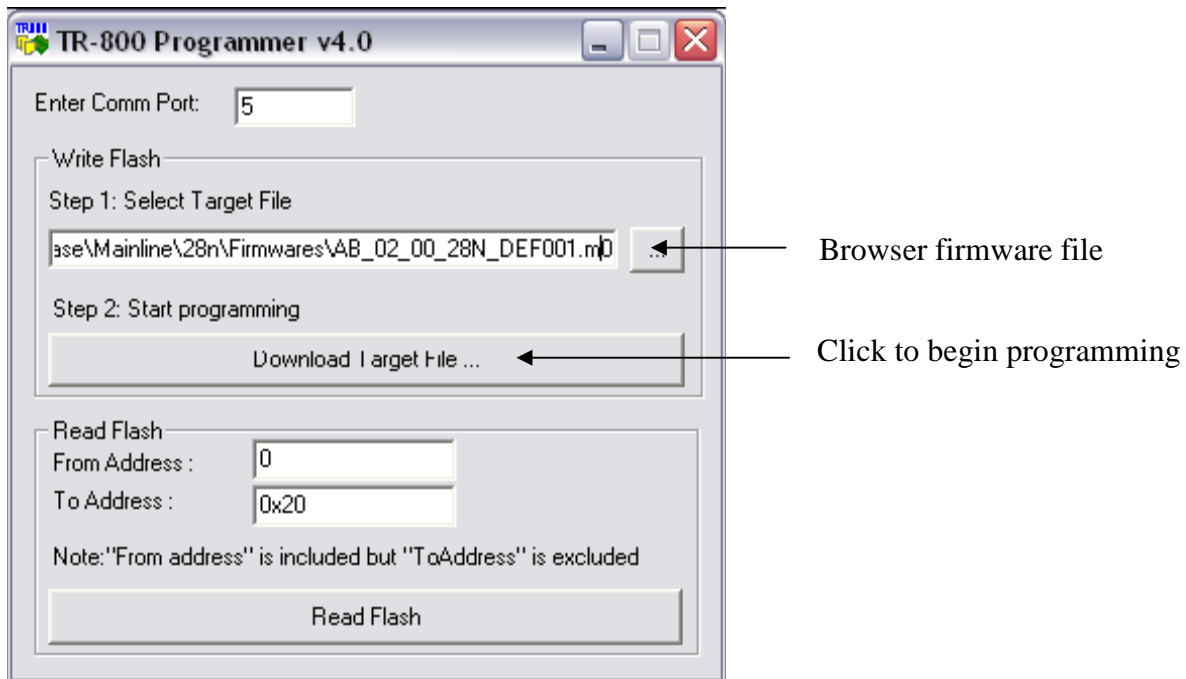 TR-800 Programmer v4.0
Enter Comm Port: 5
Write Flash
Step 1: Select Target File
ase\Mainline\28n\Firmwares\AB_02_00_28N_DEF001.m0
... Browser firmware file
Step 2: Start programming
Download Target File ... Click to begin programming
Read Flash
From Address : 0
To Address : 0x20
Note:"From address" is included but "ToAddress" is excluded
Read Flash